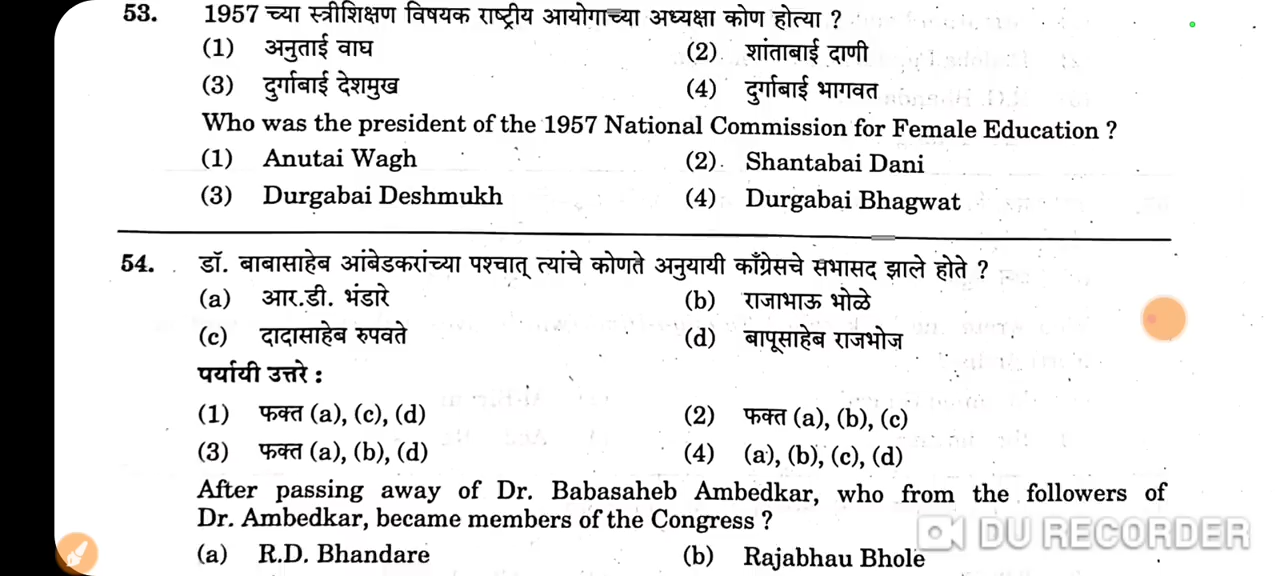 53. 1957 च्या स्त्रीशिक्षण विषयक राष्ट्रीय आयोगाच्या अध्यक्षा कोण होत्या ?
(1) अनुताई वाघ (2) शांताबाई दाणी
(3) दुर्गाबाई देशमुख (4) दुर्गाबाई भागवत
Who was the president of the 1957 National Commission for Female Education ?
(1) Anutai Wagh (2) Shantabai Dani
(3) Durgabai Deshmukh (4) Durgabai Bhagwat
54. डॉ. बाबासाहेब आंबेडकरांच्या पश्चात् त्यांचे कोणते अनुयायी काँग्रेसचे सभासद झाले होते ?
(a) आर.डी. भंडारे (b) राजाभाऊ भोळे
(c) दादासाहेब रुपवते (d) बापूसाहेब राजभोज
पर्यायी उत्तरे :
(1) फक्त (a), (c), (d) (2) फक्त (a), (b), (c)
(3) फक्त (a), (b), (d) (4) (a), (b), (c), (d)
After passing away of Dr. Babasaheb Ambedkar, who from the followers of
Dr. Ambedkar, became members of the Congress ?
DU RECORDER
(a) R.D. Bhandare (b) Rajabhau Bhole